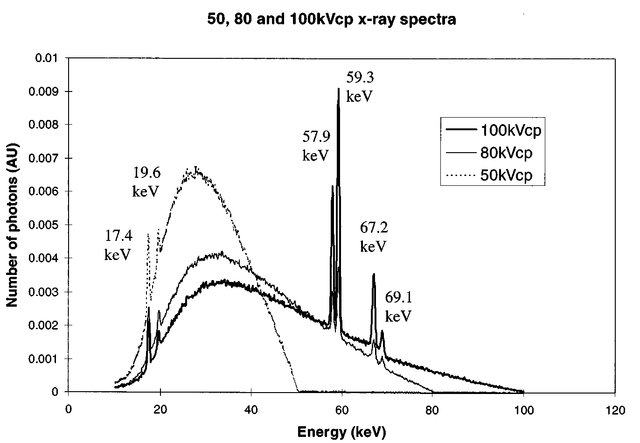 50, 80 and 100kVcp x-ray spectra
0.01
0.009
0.008
0.007
0.006
0.005
0.004
0.003
0.002
0.001
0
Number of photons (AU)
59.3
keV
57.9
keV
19.6
keV
17.4
keV
67.2
keV
69.1
keV
100kVcp
80kVcp
50kVcp
0
20
40
60
80
100
120
Energy (keV)